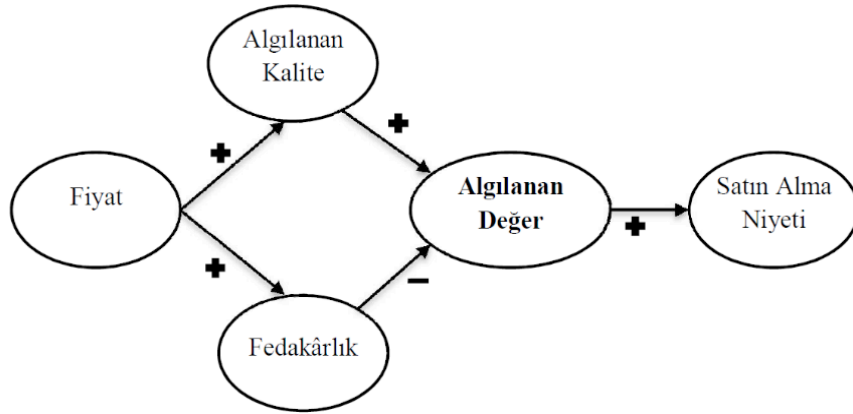 Algılanan
Kalite
+
+
Fiyat
Algılanan
Değer
Satın Alma
Niyeti
+
+
−
Fedakârlık